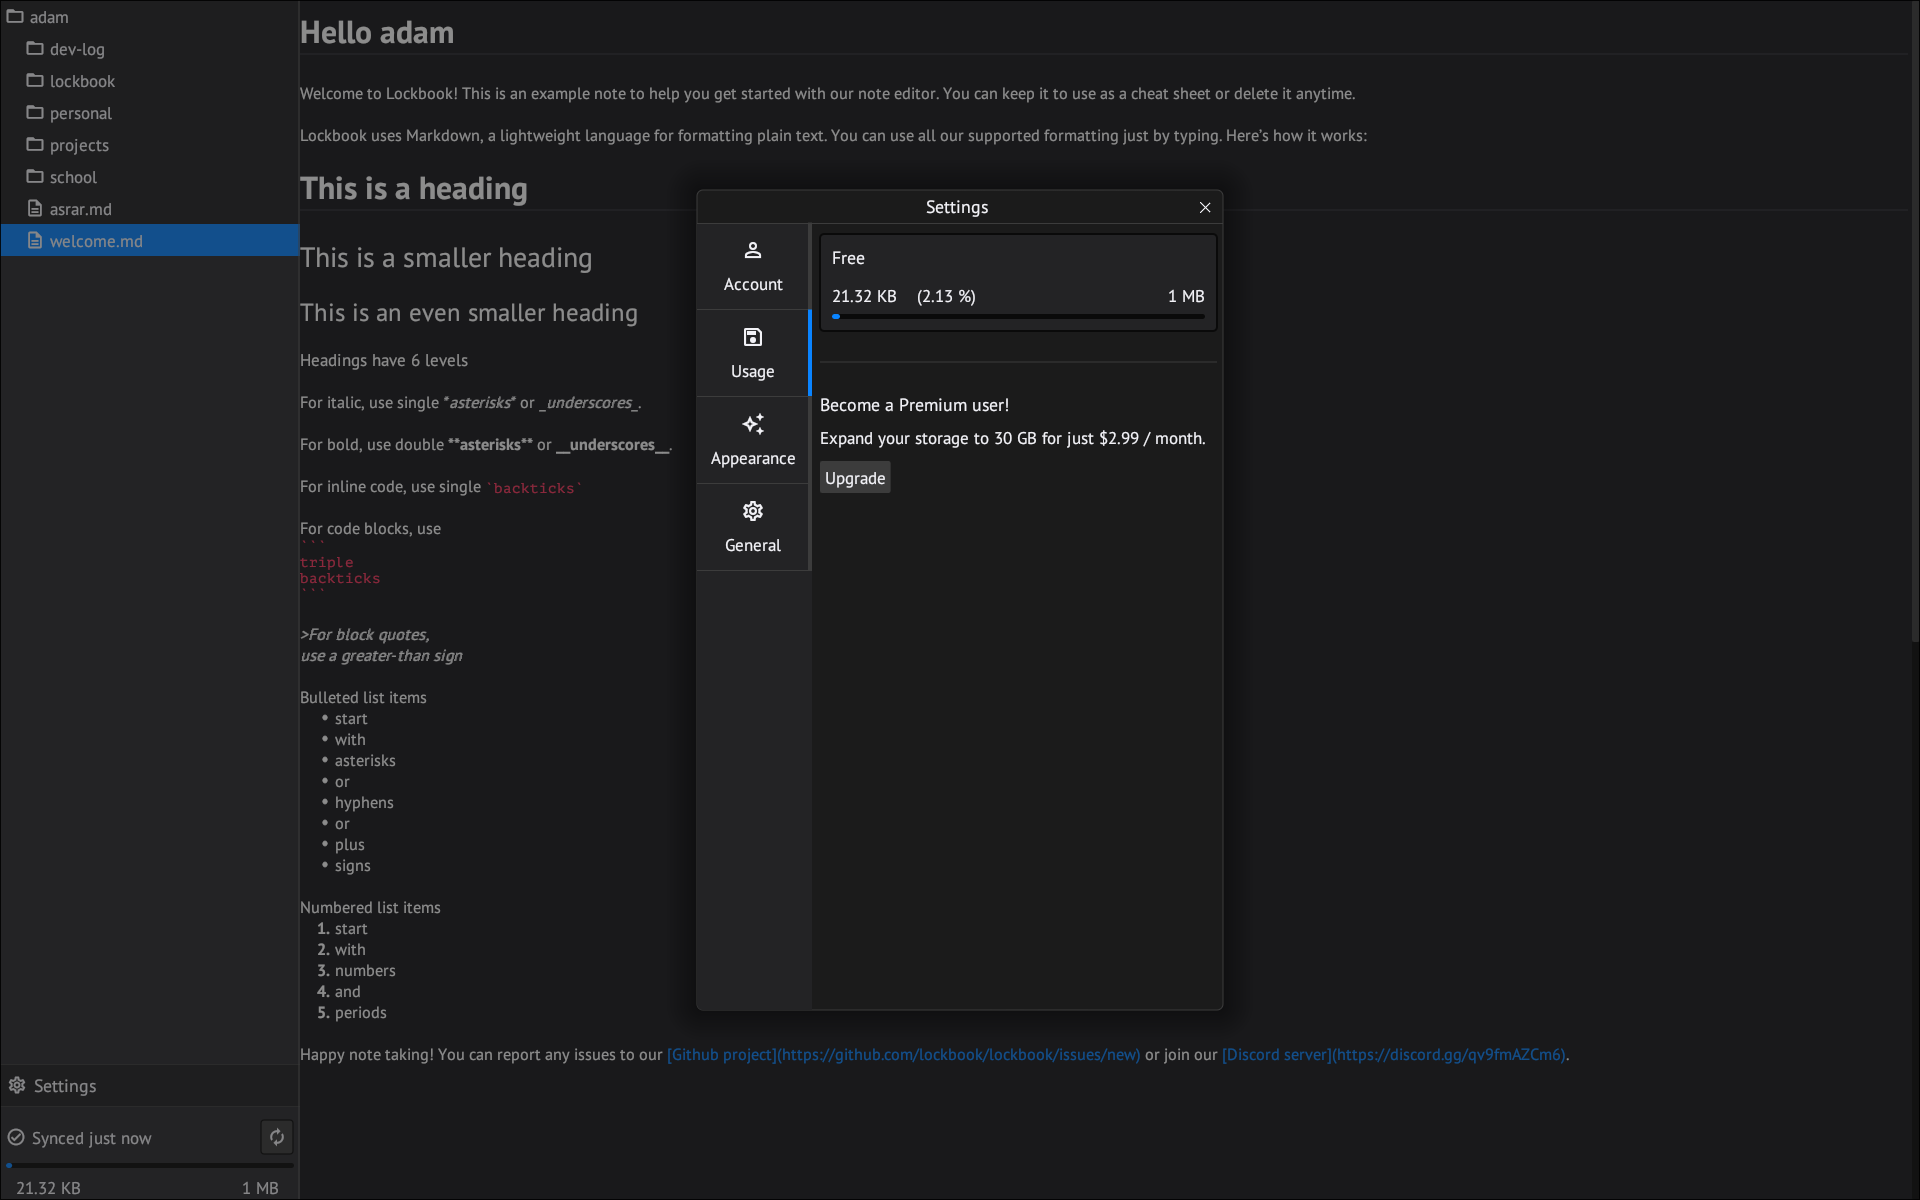 adam
dev-log
lockbook
personal
projects
school
asrar.md
welcome.md
Settings
Synced just now
21.32 KB 1 MB
Hello adam
Welcome to Lockbook! This is an example note to help you get started with our note editor. You can keep it to use as a cheat sheet or delete it anytime.
Lockbook uses Markdown, a lightweight language for formatting plain text. You can use all our supported formatting just by typing. Here's how it works:
This is a heading
This is a smaller heading
This is an even smaller heading
Headings have 6 levels
For italic, use single *asterisks* or _underscores_.
For bold, use double **asterisks** or __underscores__.
For inline code, use single `backticks`
For code blocks, use
```
triple
backticks
```
>For block quotes,
use a greater-than sign
Bulleted list items
• start
• with
• asterisks
• or
• hyphens
• or
• plus
• signs
Numbered list items
1. start
2. with
3. numbers
4. and
5. periods
Happy note taking! You can report any issues to our [Github project](https://github.com/lockbook/lockbook/issues/new) or join our [Discord server](https://discord.gg/qv9fmAZCm6).
Settings
Account
Usage
Appearance
General
Free
21.32 KB (2.13 %) 1 MB
Become a Premium user!
Expand your storage to 30 GB for just $2.99 / month.
Upgrade